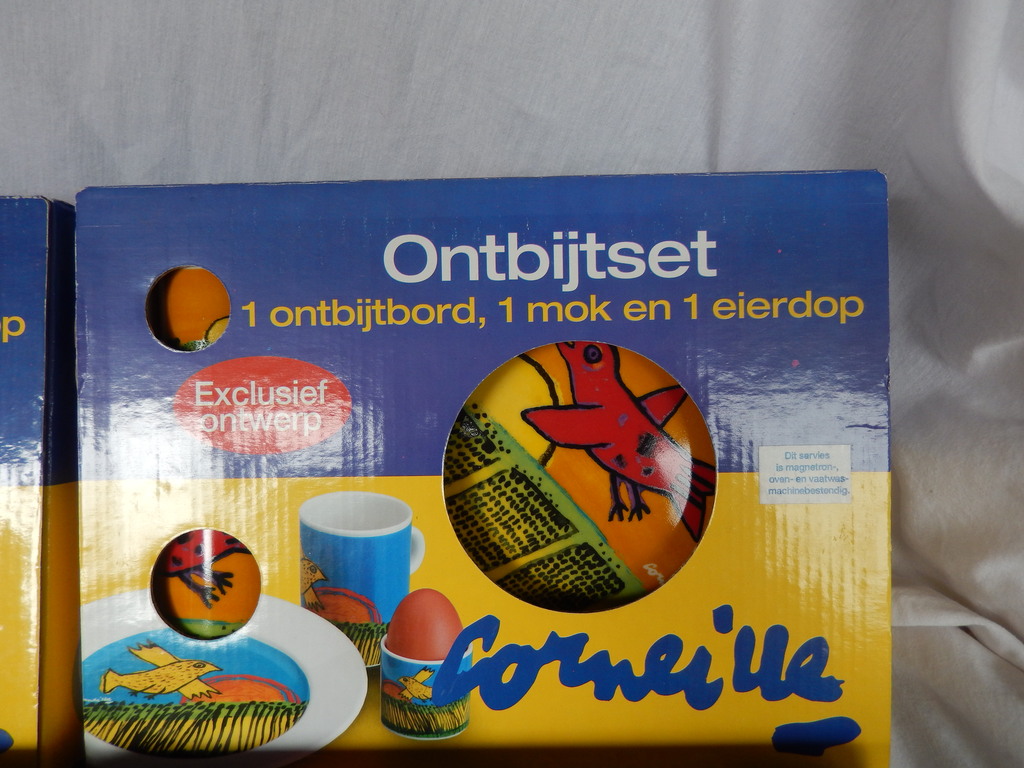 Ontbijtset
1 ontbijtbord, 1 mok en 1 eierdop
op
Exclusief
ontwerp
Dit servies
is magnetron-,
oven- en vaatwas-
machinebestendig.
Corneille